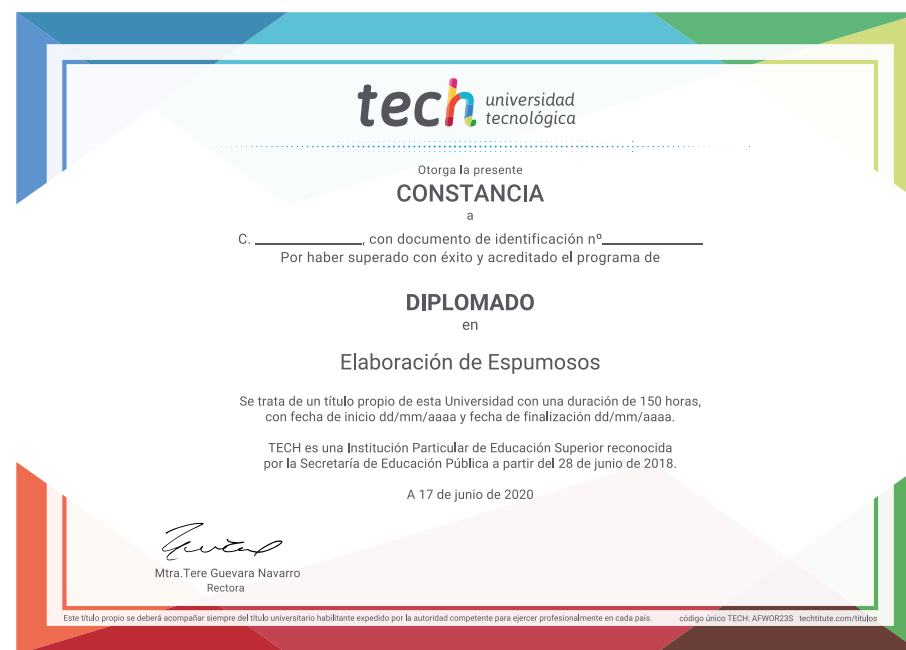 tech universidad
tecnológica
Otorga la presente
CONSTANCIA
a
C. ____________, con documento de identificación nº____________
Por haber superado con éxito y acreditado el programa de
DIPLOMADO
en
Elaboración de Espumosos
Se trata de un título propio de esta Universidad con una duración de 150 horas,
con fecha de inicio dd/mm/aaaa y fecha de finalización dd/mm/aaaa.
TECH es una Institución Particular de Educación Superior reconocida
por la Secretaría de Educación Pública a partir del 28 de junio de 2018.
A 17 de junio de 2020
Mtra.Tere Guevara Navarro
Rectora
Este título propio se deberá acompañar siempre del título universitario habilitante expedido por la autoridad competente para ejercer profesionalmente en cada país. código único TECH: AFWOR23S techtitute.com/titulos